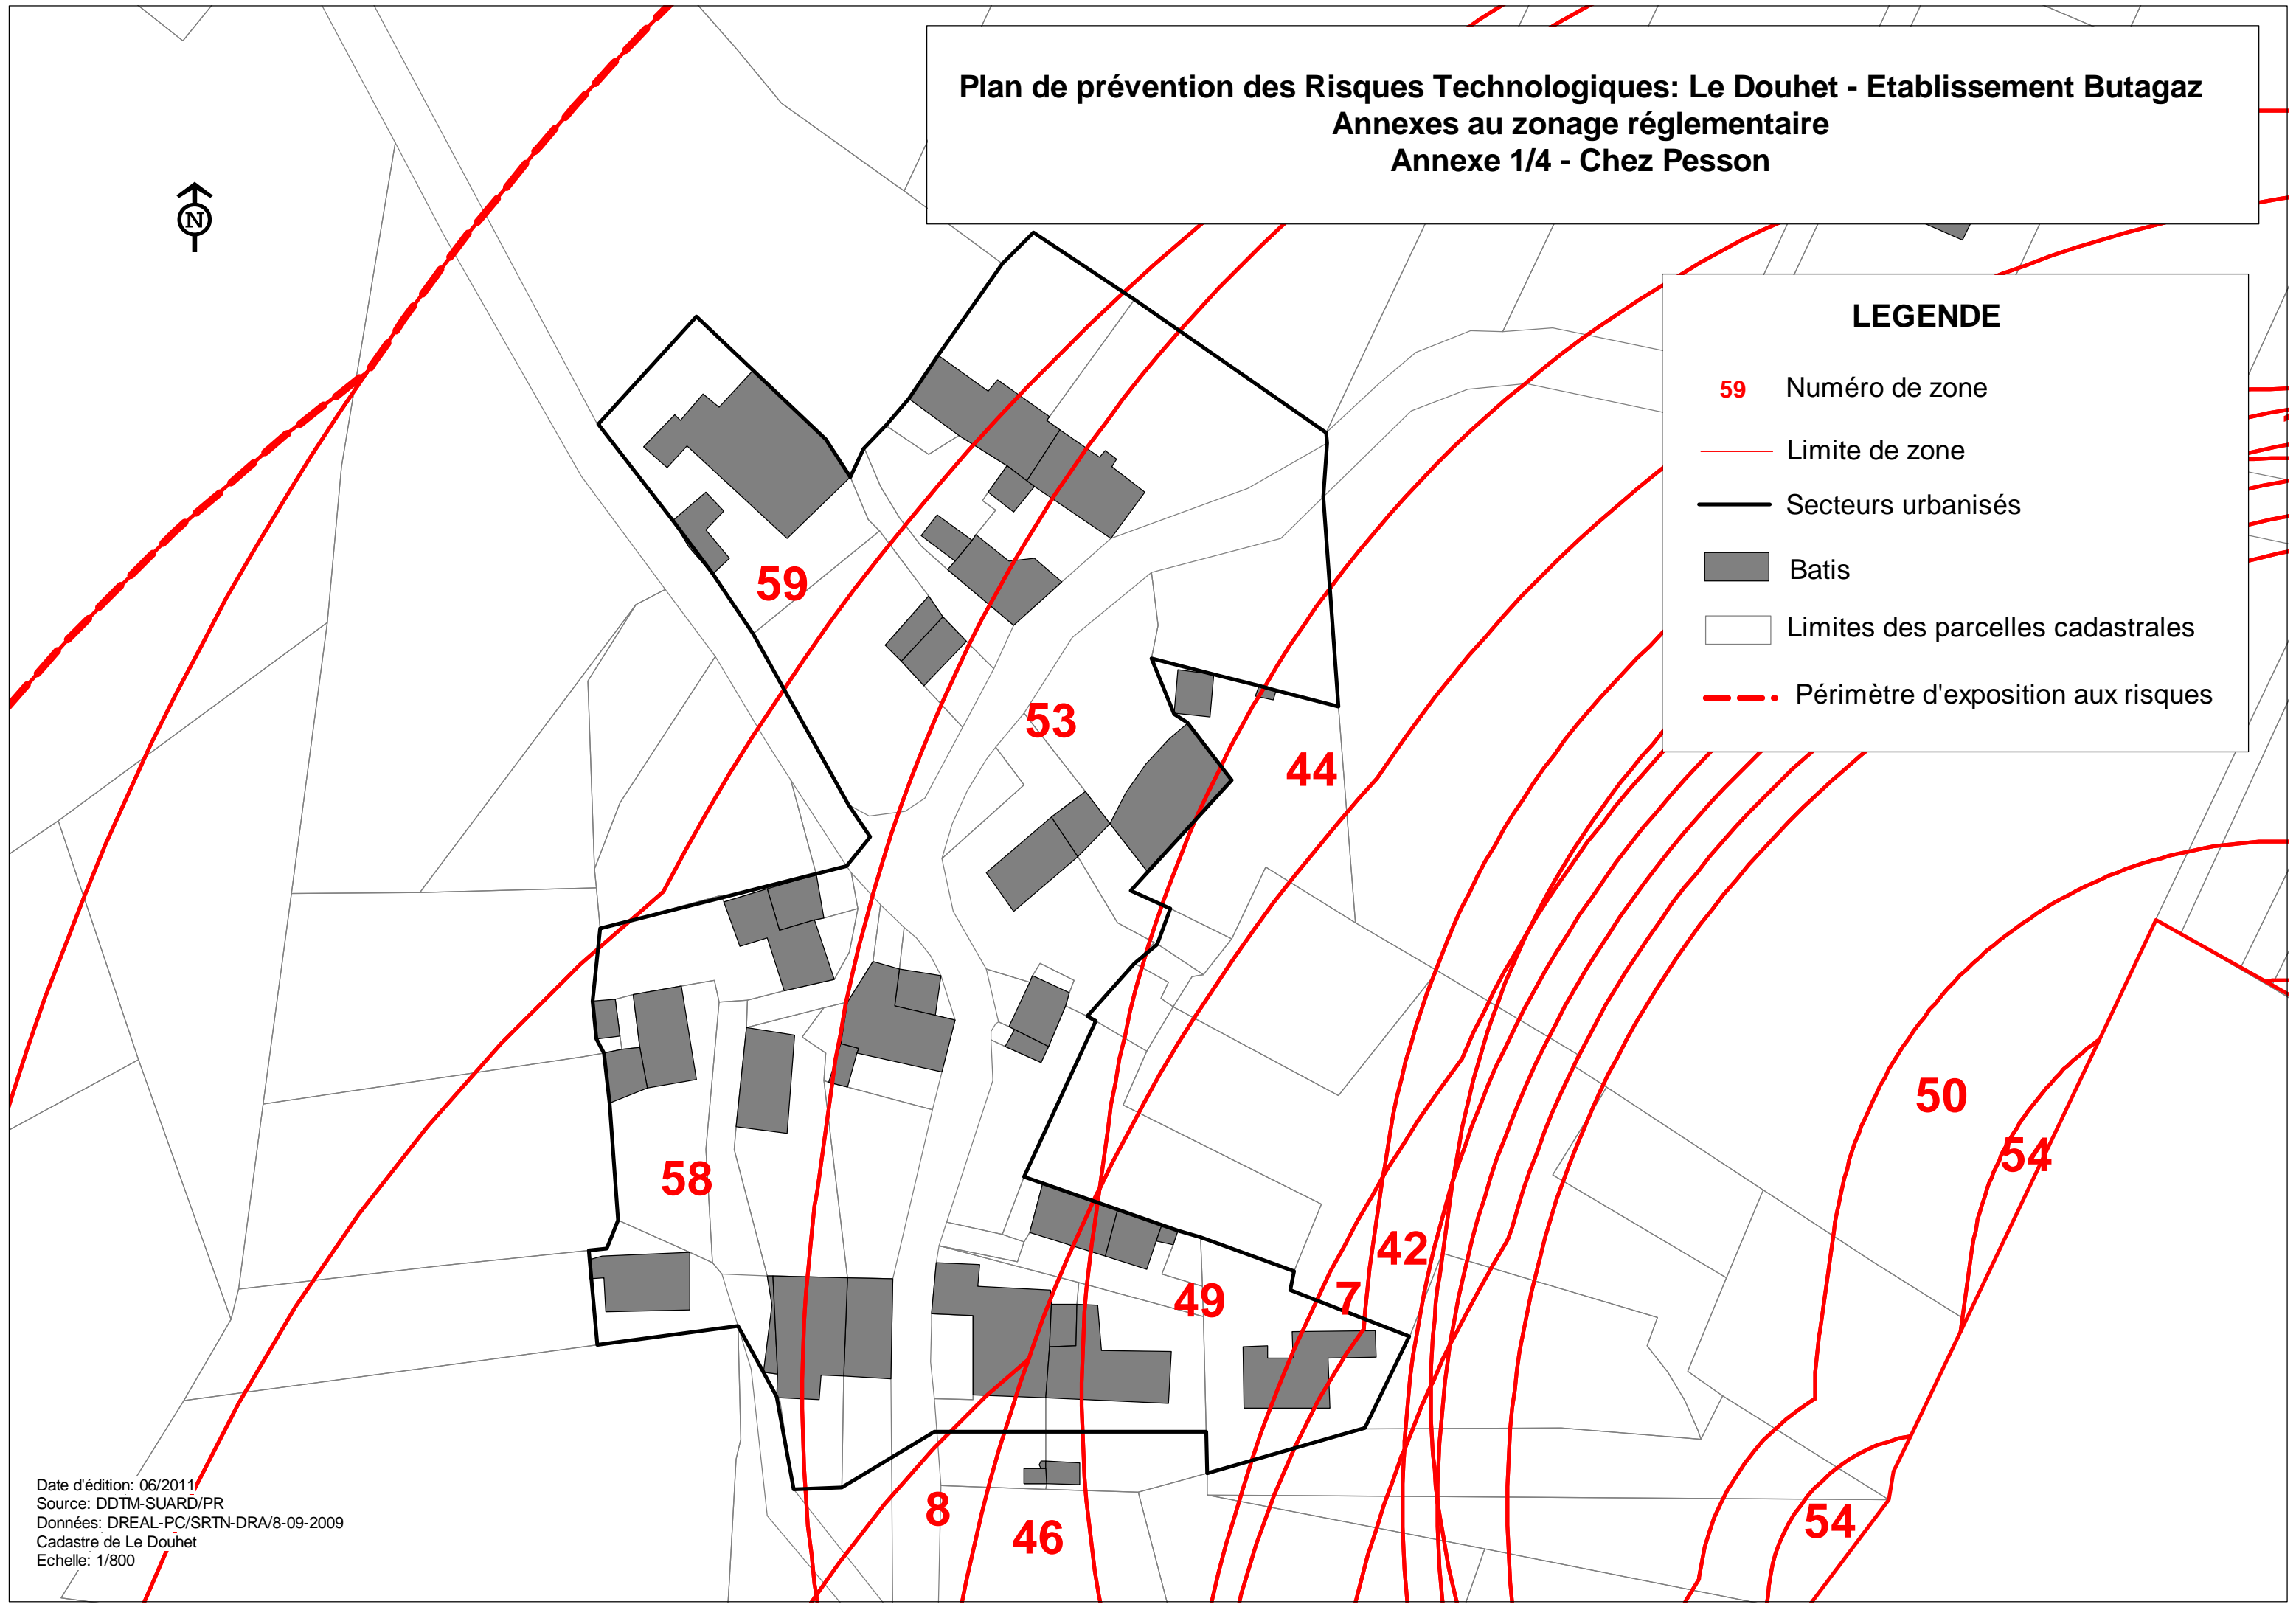 Plan de prévention des Risques Technologiques: Le Douhet - Etablissement Butagaz
Annexes au zonage réglementaire
Annexe 1/4 - Chez Pesson
N
LEGENDE
59 Numéro de zone
Limite de zone
Secteurs urbanisés
Batis
Limites des parcelles cadastrales
Périmètre d'exposition aux risques
59
53
44
50
54
58
42
49
7
8
46
54
Date d'édition: 06/2011
Source: DDTM-SUARD/PR
Données: DREAL-PC/SRTN-DRA/8-09-2009
Cadastre de Le Douhet
Echelle: 1/800